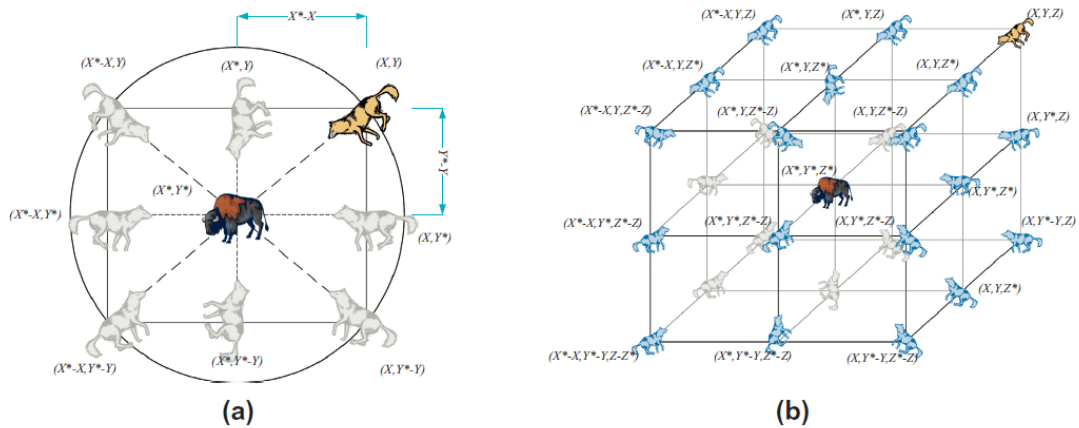 X*-X
(X*-X,Y)
(X*,Y)
(X,Y)
Y*-Y
(X*,Y*)
(X*-X,Y*)
(X,Y*)
(X*-X,Y*-Y)
(X*,Y*-Y)
(X,Y*-Y)
(a)
(X*-X,Y,Z)
(X*,Y,Z)
(X,Y,Z)
(X*-X,Y,Z*)
(X*,Y,Z*)
(X,Y,Z*)
(X*-X,Y,Z*-Z)
(X*,Y,Z*-Z)
(X,Y,Z*-Z)
(X,Y*,Z)
(X*,Y*,Z*)
(X,Y*,Z*)
(X*-X,Y*,Z*-Z)
(X*,Y*,Z*-Z)
(X,Y*,Z*-Z)
(X,Y*-Y,Z)
(X,Y,Z*)
(X*-X,Y*-Y,Z-Z*)
(X*,Y*-Y,Z*-Z)
(X,Y*-Y,Z*-Z)
(b)